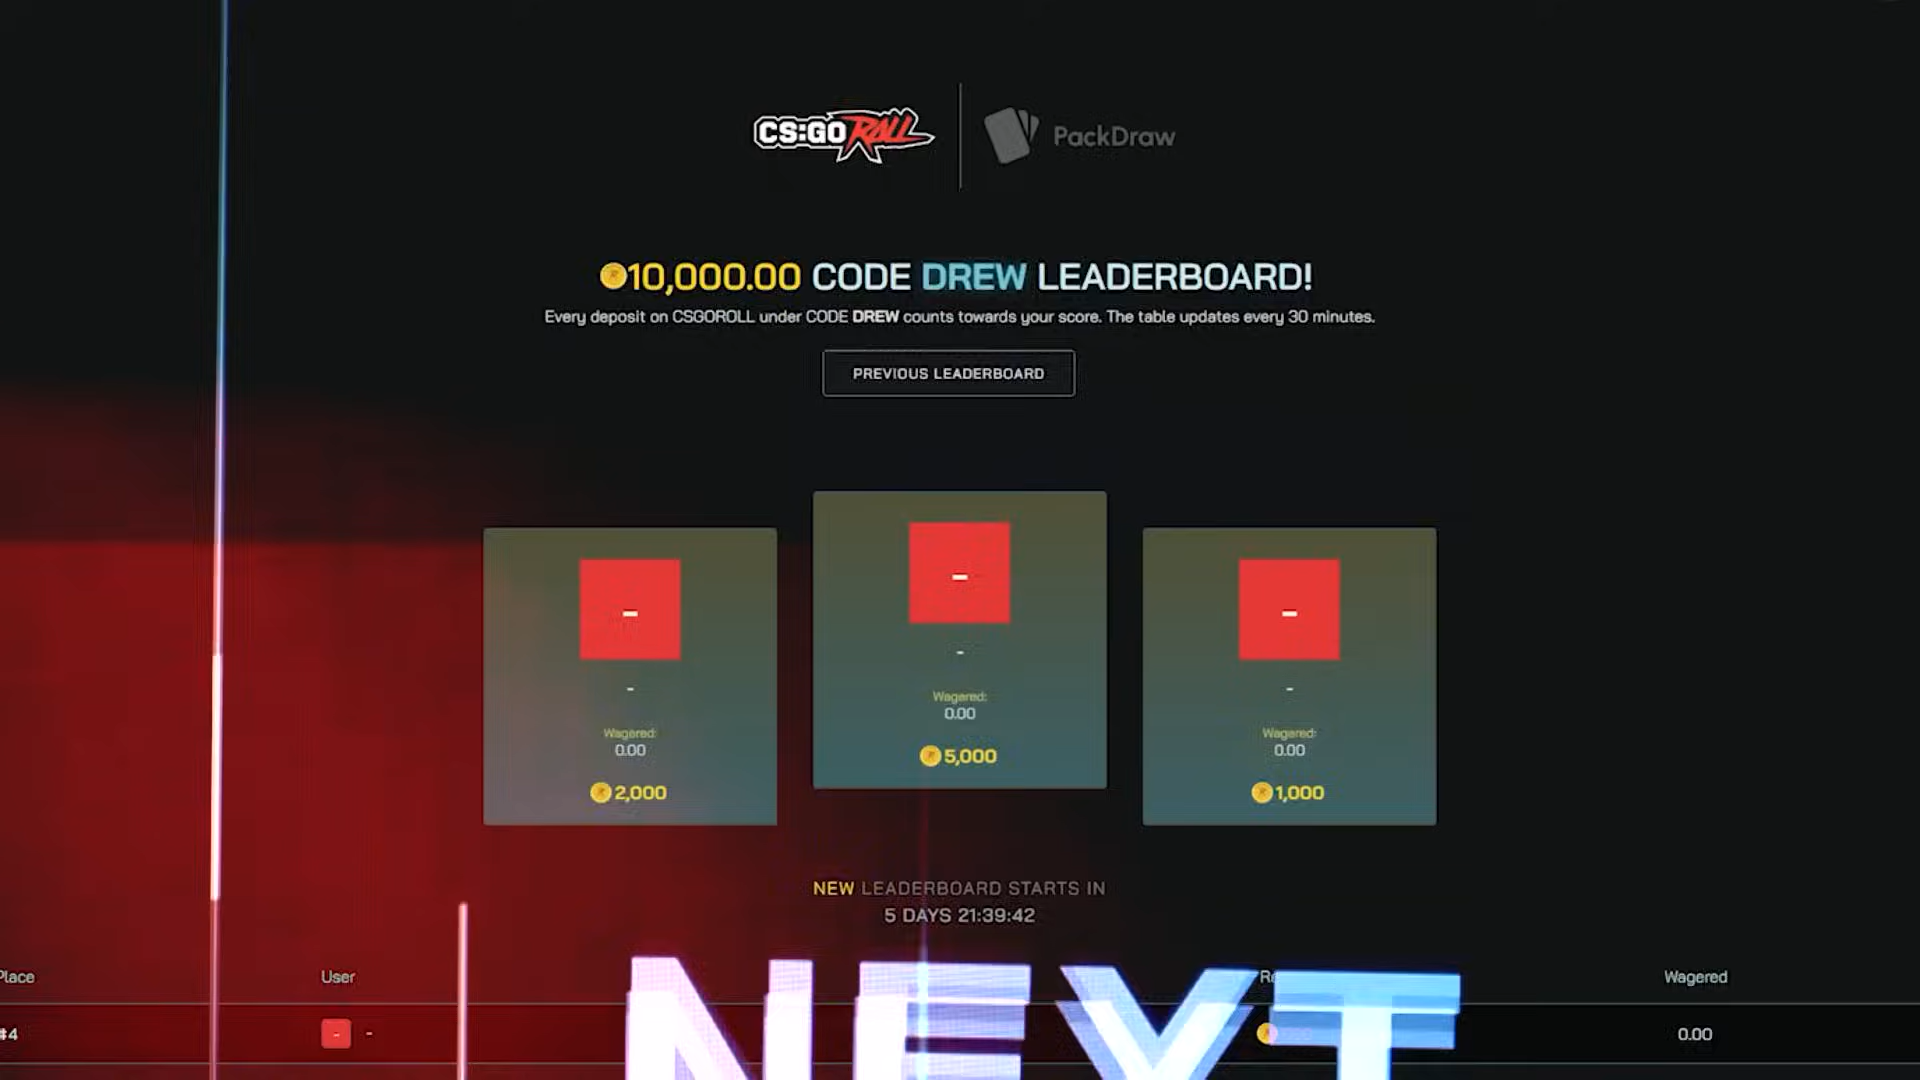 CS:GO ROLL
PackDraw
10,000.00 CODE DREW LEADERBOARD!
Every deposit on CSGOROLL under CODE DREW counts towards your score. The table updates every 30 minutes.
PREVIOUS LEADERBOARD
-
-
Wagered:
0.00
2,000
-
-
Wagered:
0.00
5,000
-
-
Wagered:
0.00
1,000
NEW LEADERBOARD STARTS IN
5 DAYS 21:39:42
Place User Wagered
#4 - - 0.00
NEXT